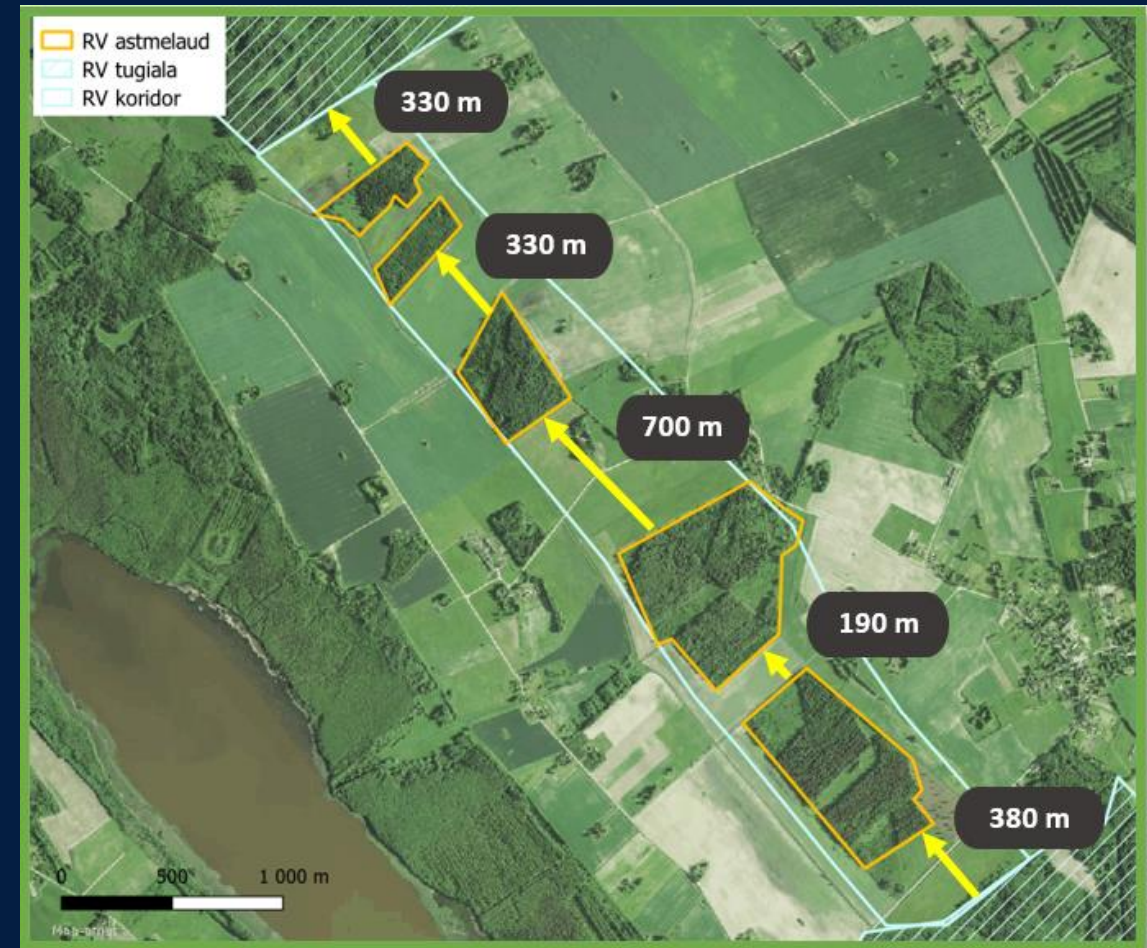 RV astmelaud
RV tugiala
RV koridor
330 m
330 m
700 m
190 m
380 m
0 500 1 000 m